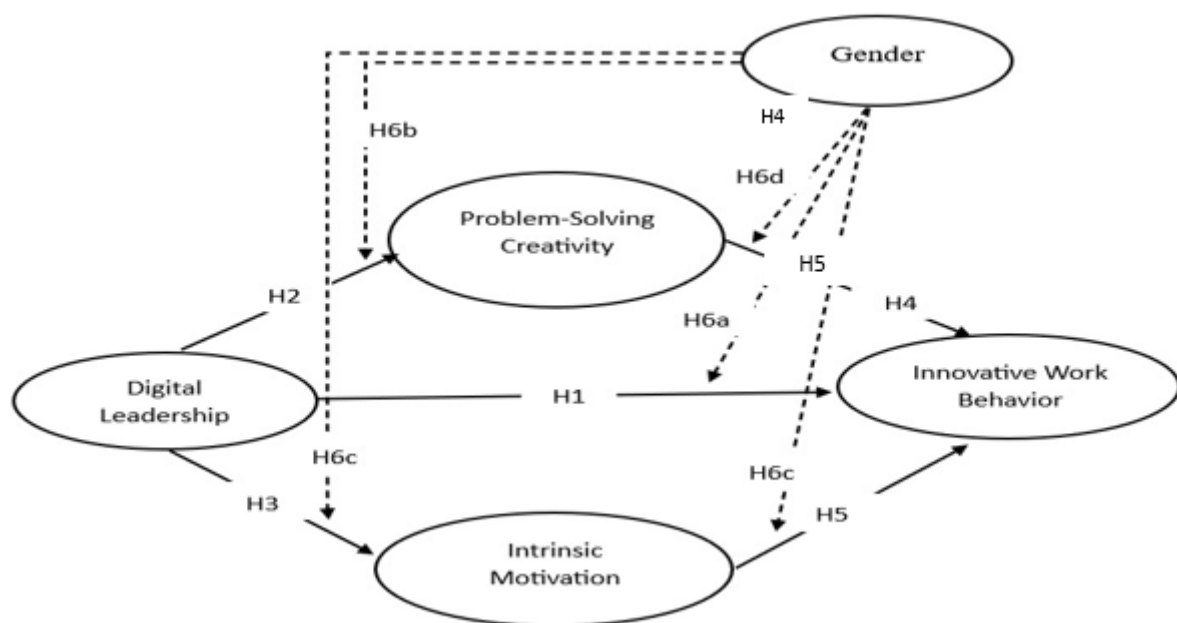 Gender
H4
H6b
H6d
Problem-Solving
Creativity
H5
H2
H4
H6a
Digital
Leadership
H1
Innovative Work
Behavior
H6c
H6c
H3
H5
Intrinsic
Motivation